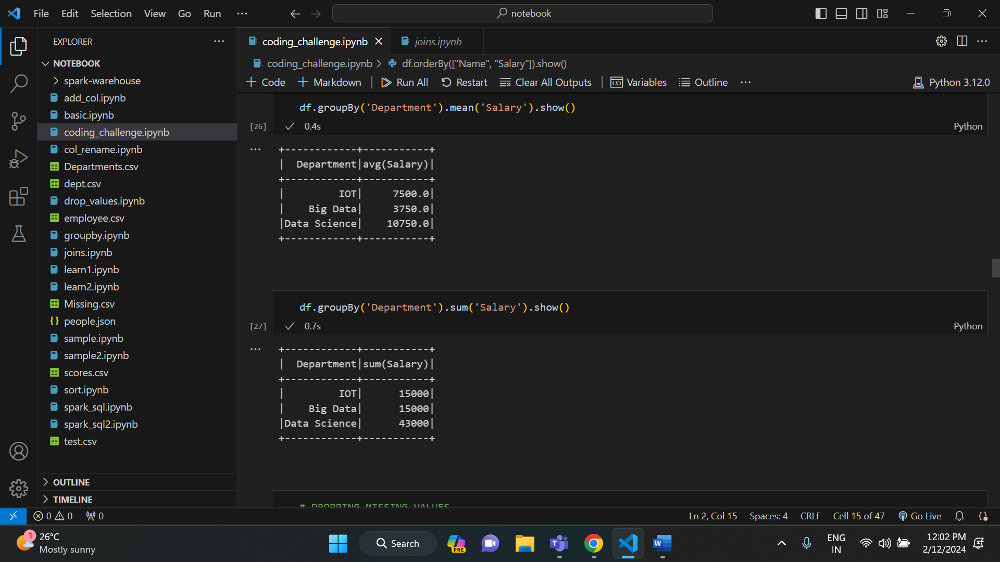 File Edit Selection View Go Run ··· notebook
EXPLORER ···
NOTEBOOK
spark-warehouse
add_col.ipynb
basic.ipynb
coding_challenge.ipynb
col_rename.ipynb
Departments.csv
dept.csv
drop_values.ipynb
employee.csv
groupby.ipynb
joins.ipynb
learn1.ipynb
learn2.ipynb
Missing.csv
people.json
sample.ipynb
sample2.ipynb
scores.csv
sort.ipynb
spark_sql.ipynb
spark_sql2.ipynb
test.csv
OUTLINE
TIMELINE
coding_challenge.ipynb joins.ipynb
coding_challenge.ipynb > df.orderBy(["Name", "Salary"]).show()
+ Code + Markdown Run All Restart Clear All Outputs Variables Outline ··· Python 3.12.0
df.groupBy('Department').mean('Salary').show()
[26] 0.4s Python
+------------+-----------+
|  Department|avg(Salary)|
+------------+-----------+
|         IOT|     7500.0|
|    Big Data|     3750.0|
|Data Science|    10750.0|
+------------+-----------+
df.groupBy('Department').sum('Salary').show()
[27] 0.7s Python
+------------+-----------+
|  Department|sum(Salary)|
+------------+-----------+
|         IOT|      15000|
|    Big Data|      15000|
|Data Science|      43000|
+------------+-----------+
# DROPPING MISSING VALUES
0 0 0 Ln 2, Col 15 Spaces: 4 CRLF Cell 15 of 47 Go Live
1 26°C
Mostly sunny
Search
PRE
ENG
IN
12:02 PM
2/12/2024